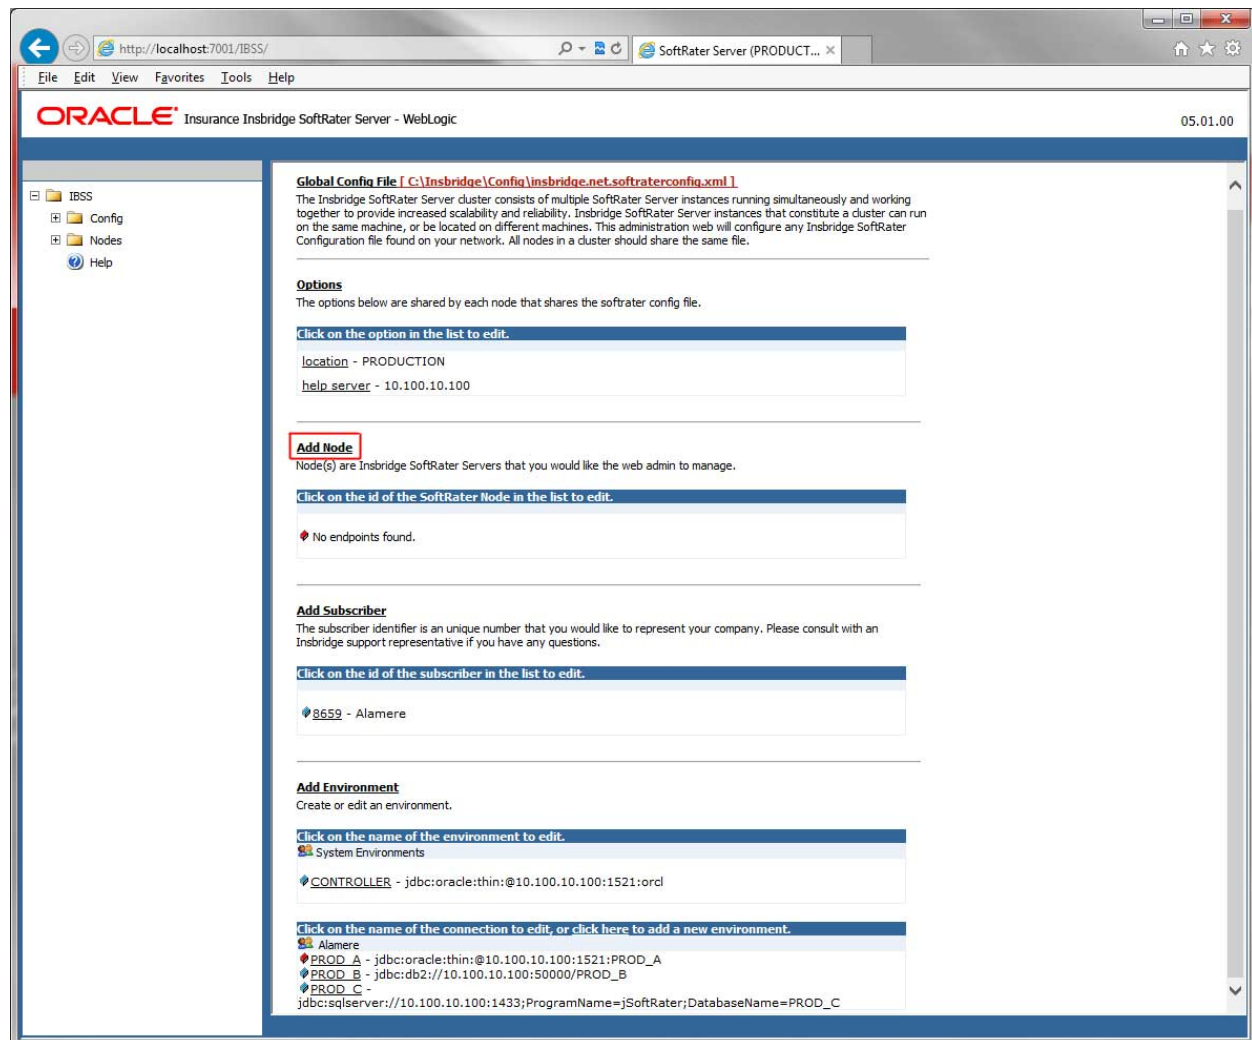 http://localhost:7001/IBSS/
SoftRater Server (PRODUCT...
File Edit View Favorites Tools Help
ORACLE Insurance Insbridge SoftRater Server - WebLogic
05.01.00
IBSS
Config
Nodes
Help
Global Config File [ C:\Insbridge\Config\insbridge.net.softraterconfig.xml ]
The Insbridge SoftRater Server cluster consists of multiple SoftRater Server instances running simultaneously and working
together to provide increased scalability and reliability. Insbridge SoftRater Server instances that constitute a cluster can run
on the same machine, or be located on different machines. This administration web will configure any Insbridge SoftRater
Configuration file found on your network. All nodes in a cluster should share the same file.
Options
The options below are shared by each node that shares the softrater config file.
Click on the option in the list to edit.
location - PRODUCTION
help server - 10.100.10.100
Add Node
Node(s) are Insbridge SoftRater Servers that you would like the web admin to manage.
Click on the id of the SoftRater Node in the list to edit.
No endpoints found.
Add Subscriber
The subscriber identifier is an unique number that you would like to represent your company. Please consult with an
Insbridge support representative if you have any questions.
Click on the id of the subscriber in the list to edit.
8659 - Alamere
Add Environment
Create or edit an environment.
Click on the name of the environment to edit.
System Environments
CONTROLLER - jdbc:oracle:thin:@10.100.10.100:1521:orcl
Click on the name of the connection to edit, or click here to add a new environment.
Alamere
PROD_A - jdbc:oracle:thin:@10.100.10.100:1521:PROD_A
PROD_B - jdbc:db2://10.100.10.100:50000/PROD_B
PROD_C -
jdbc:sqlserver://10.100.10.100:1433;ProgramName=jSoftRater;DatabaseName=PROD_C